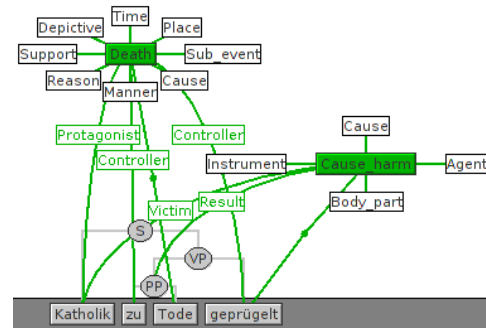 Time
Depictive Place
Support Death Sub_event
Reason Manner Cause
Protagonist Controller
Controller
Cause
Instrument Cause_harm Agent
Victim Result Body_part
S
VP
PP
Katholik zu Tode geprügelt